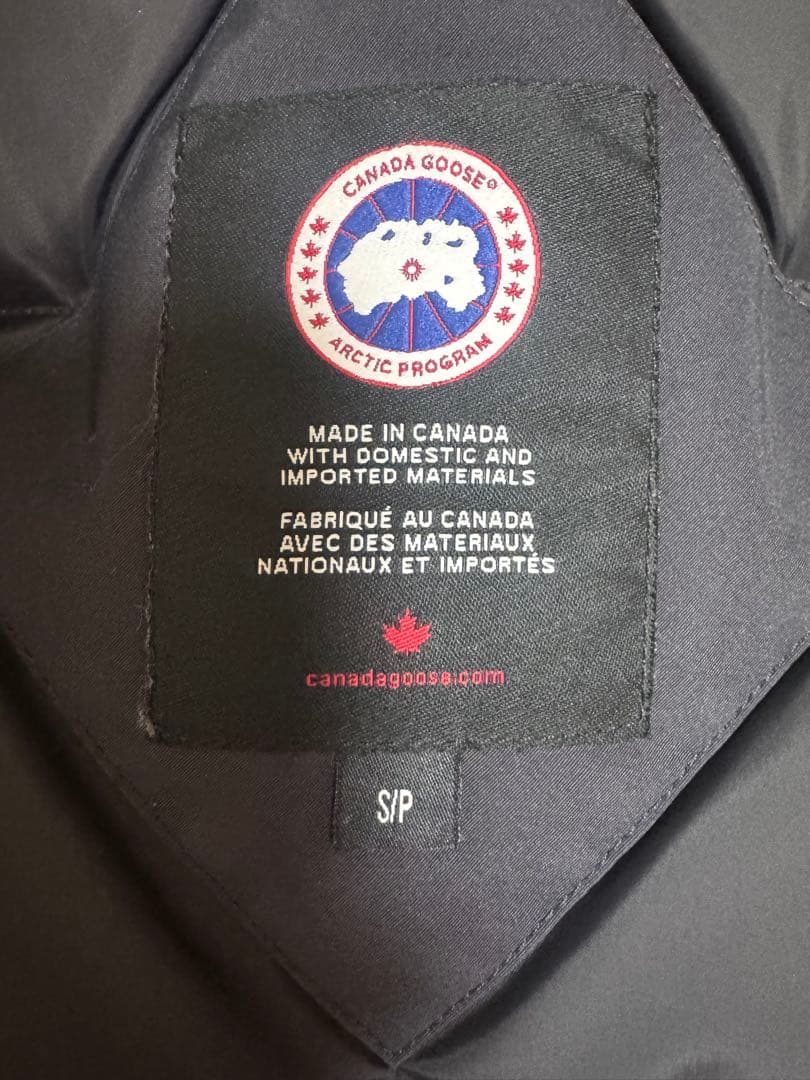 CANADA GOOSE®
ARCTIC PROGRAM
MADE IN CANADA
WITH DOMESTIC AND
IMPORTED MATERIALS
FABRIQUÉ AU CANADA
AVEC DES MATERIAUX
NATIONAUX ET IMPORTÉS
canadagoose.com
S/P